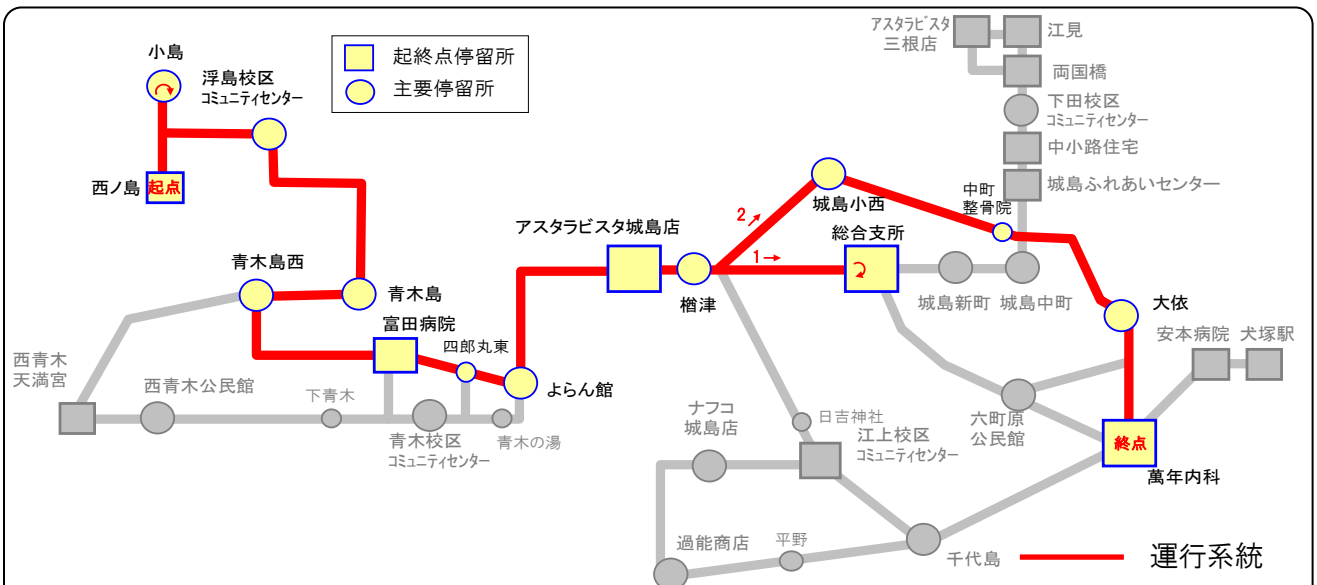 小島
浮島校区
コミュニティセンター
西ノ島
起点
起終点停留所
主要停留所
アスタラビスタ
三根店
江見
両国橋
下田校区
コミュニティセンター
中小路住宅
城島ふれあいセンター
中町
整骨院
城島小西
2
アスタラビスタ城島店
総合支所
1→
楢津
城島新町
城島中町
大依
青木島西
青木島
富田病院
四郎丸東
よらん館
西青木
天満宮
西青木公民館
下青木
青木校区
コミュニティセンター
青木の湯
安本病院
犬塚駅
ナフコ
城島店
日吉神社
江上校区
コミュニティセンター
六町原
公民館
終点
萬年内科
過能商店
平野
千代島
運行系統